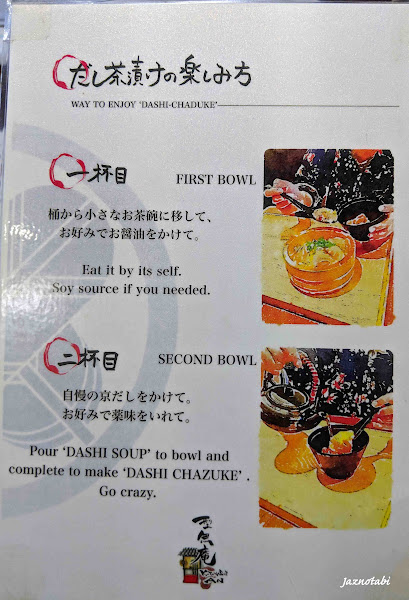 だし茶漬けの楽しみ方
WAY TO ENJOY ‘DASHI-CHADUKE’
一杯目
FIRST BOWL
桶から小さなお茶碗に移して、
お好みでお醤油をかけて。
Eat it by its self.
Soy source if you needed.
二杯目
SECOND BOWL
自慢の京だしをかけて。
お好みで薬味をいれて。
Pour ‘DASHI SOUP’ to bowl and
complete to make ‘DASHI CHAZUKE’ .
Go crazy.
jaznotabi